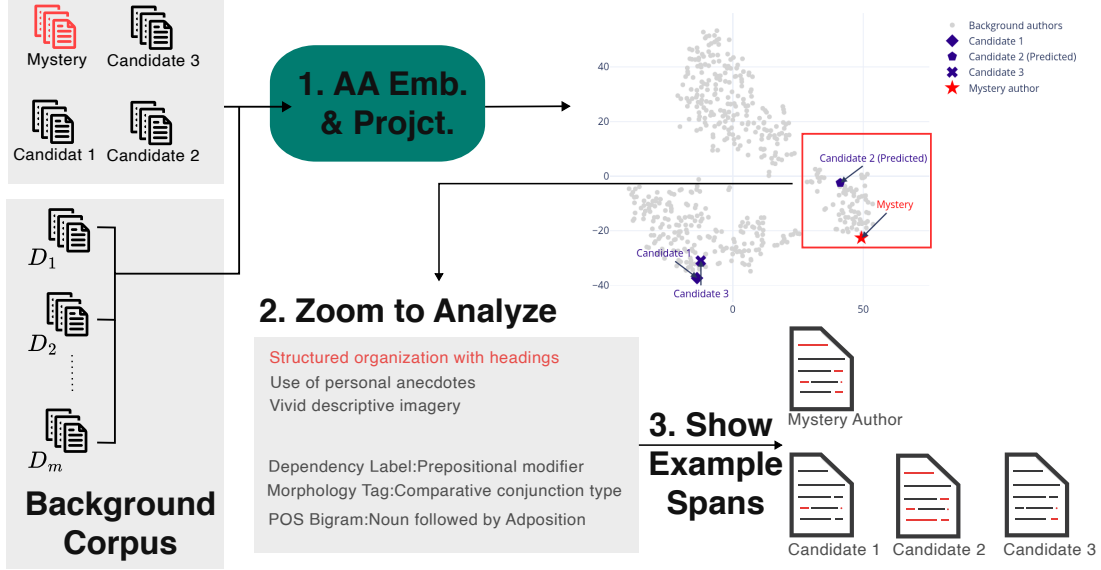 Mystery
Candidate 3
Candidat 1
Candidate 2
D1
D2
Dm
Background
Corpus
1. AA Emb.
& Projct.
40
20
0
−20
−40
0
50
Candidate 2 (Predicted)
Mystery
Candidate 1
Candidate 3
Background authors
Candidate 1
Candidate 2 (Predicted)
Candidate 3
Mystery author
2. Zoom to Analyze
Structured organization with headings
Use of personal anecdotes
Vivid descriptive imagery
Dependency Label:Prepositional modifier
Morphology Tag:Comparative conjunction type
POS Bigram:Noun followed by Adposition
3. Show
Example
Spans
Mystery Author
Candidate 1
Candidate 2
Candidate 3